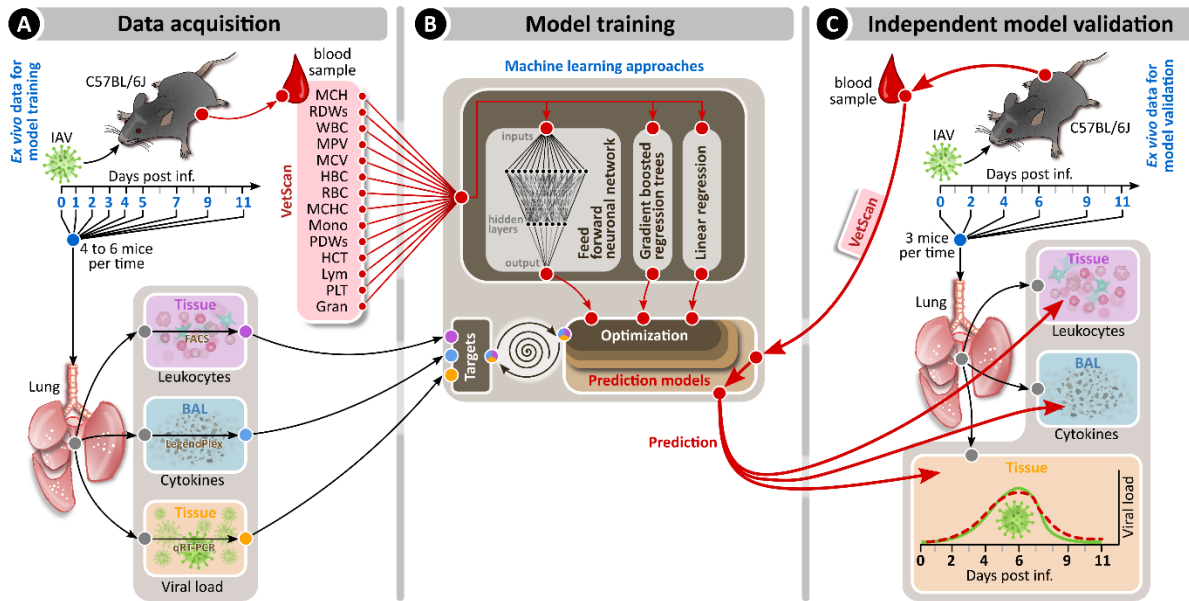 A Data acquisition
Ex vivo data for
model training
C57BL/6J
blood
sample
IAV
Days post inf.
0 1 2 3 4 5 7 9 11
4 to 6 mice
per time
VetScan
MCH
RDWs
WBC
MPV
MCV
HBC
RBC
MCHC
Mono
PDWs
HCT
Lym
PLT
Gran
Lung
Tissue
FACS
Leukocytes
BAL
LegendPlex
Cytokines
Tissue
qRT-PCR
Viral load
B Model training
Machine learning approaches
inputs
hidden
layers
output
Feed
forward
neuronal network
Gradient boosted
regression trees
Linear regression
Targets
Optimization
Prediction models
Prediction
C Independent model validation
blood
sample
C57BL/6J
Ex vivo data for
model validation
IAV
VetScan
Days post inf.
0 2 4 6 8 11
3 mice
per time
Lung
Tissue
Leukocytes
BAL
Cytokines
Tissue
Viral load
0 2 4 6 8 11
Days post inf.